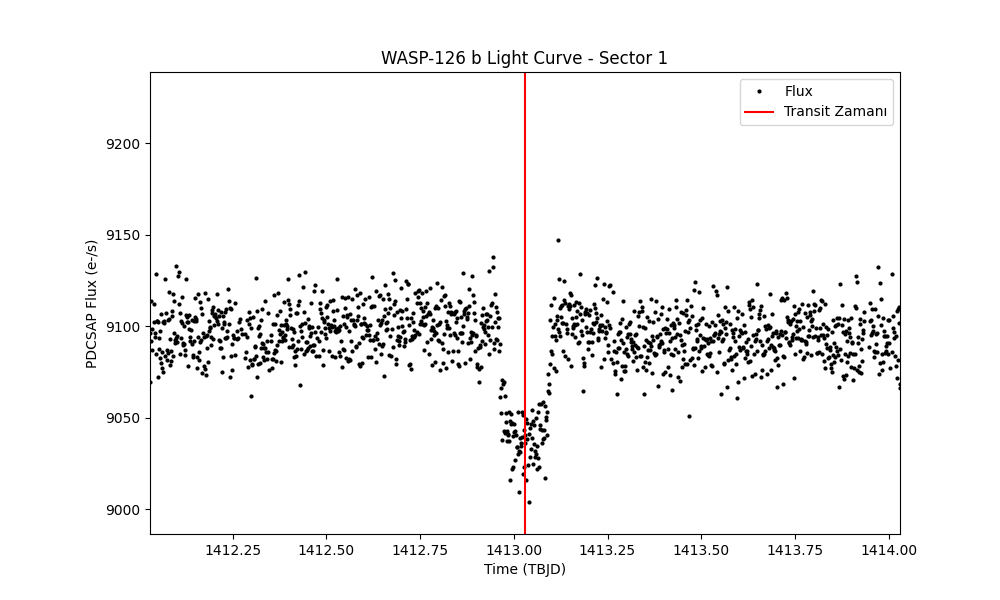 WASP-126 b Light Curve - Sector 1
Flux
Transit Zamanı
PDCSAP Flux (e-/s)
9200
9150
9100
9050
9000
1412.25 1412.50 1412.75 1413.00 1413.25 1413.50 1413.75 1414.00
Time (TBJD)